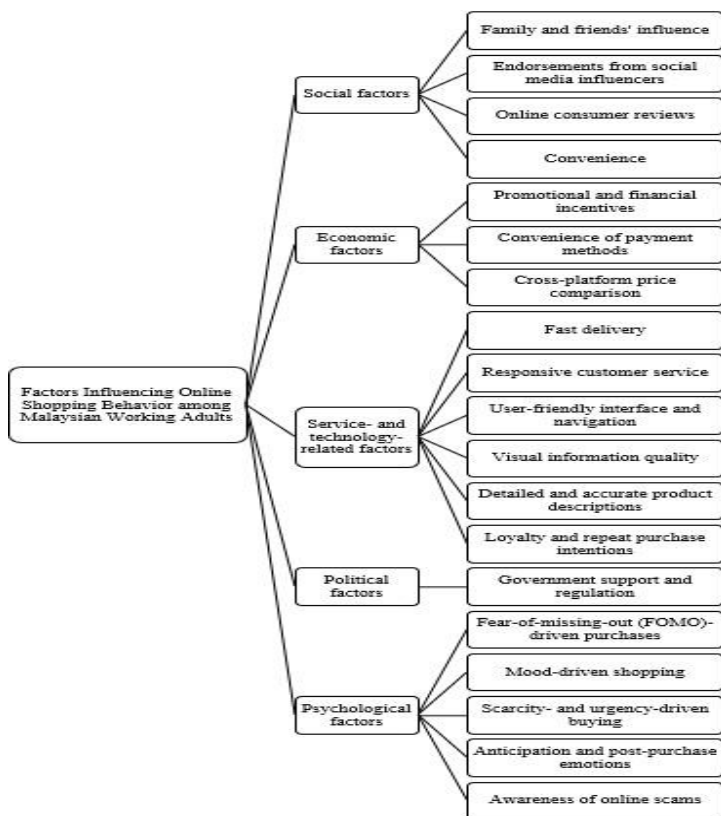 Family and friends' influence
Endorsements from social
media influencers
Social factors
Online consumer reviews
Convenience
Promotional and financial
incentives
Economic
factors
Convenience of payment
methods
Cross-platform price
comparison
Fast delivery
Responsive customer service
Factors Influencing Online
Shopping Behavior among
Malaysian Working Adults
User-friendly interface and
navigation
Service- and
technology-
related factors
Visual information quality
Detailed and accurate product
descriptions
Loyalty and repeat purchase
intentions
Political
factors
Government support and
regulation
Fear-of-missing-out (FOMO)-
driven purchases
Mood-driven shopping
Psychological
factors
Scarcity- and urgency-driven
buying
Anticipation and post-purchase
emotions
Awareness of online scams